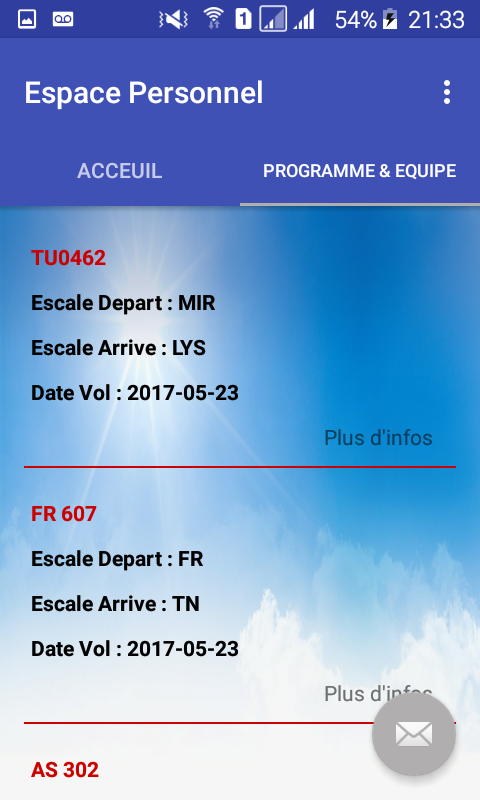 1 54% 21:33
Espace Personnel
ACCEUIL PROGRAMME & EQUIPE
TU0462
Escale Depart : MIR
Escale Arrive : LYS
Date Vol : 2017-05-23
Plus d'infos
FR 607
Escale Depart : FR
Escale Arrive : TN
Date Vol : 2017-05-23
Plus d'infos
AS 302